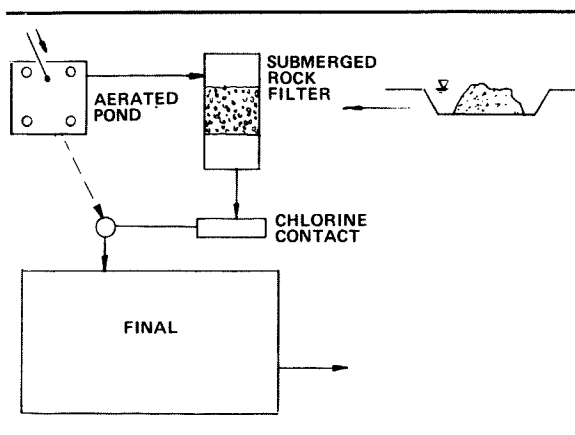 SUBMERGED
ROCK
FILTER
AERATED
POND
CHLORINE
CONTACT
FINAL